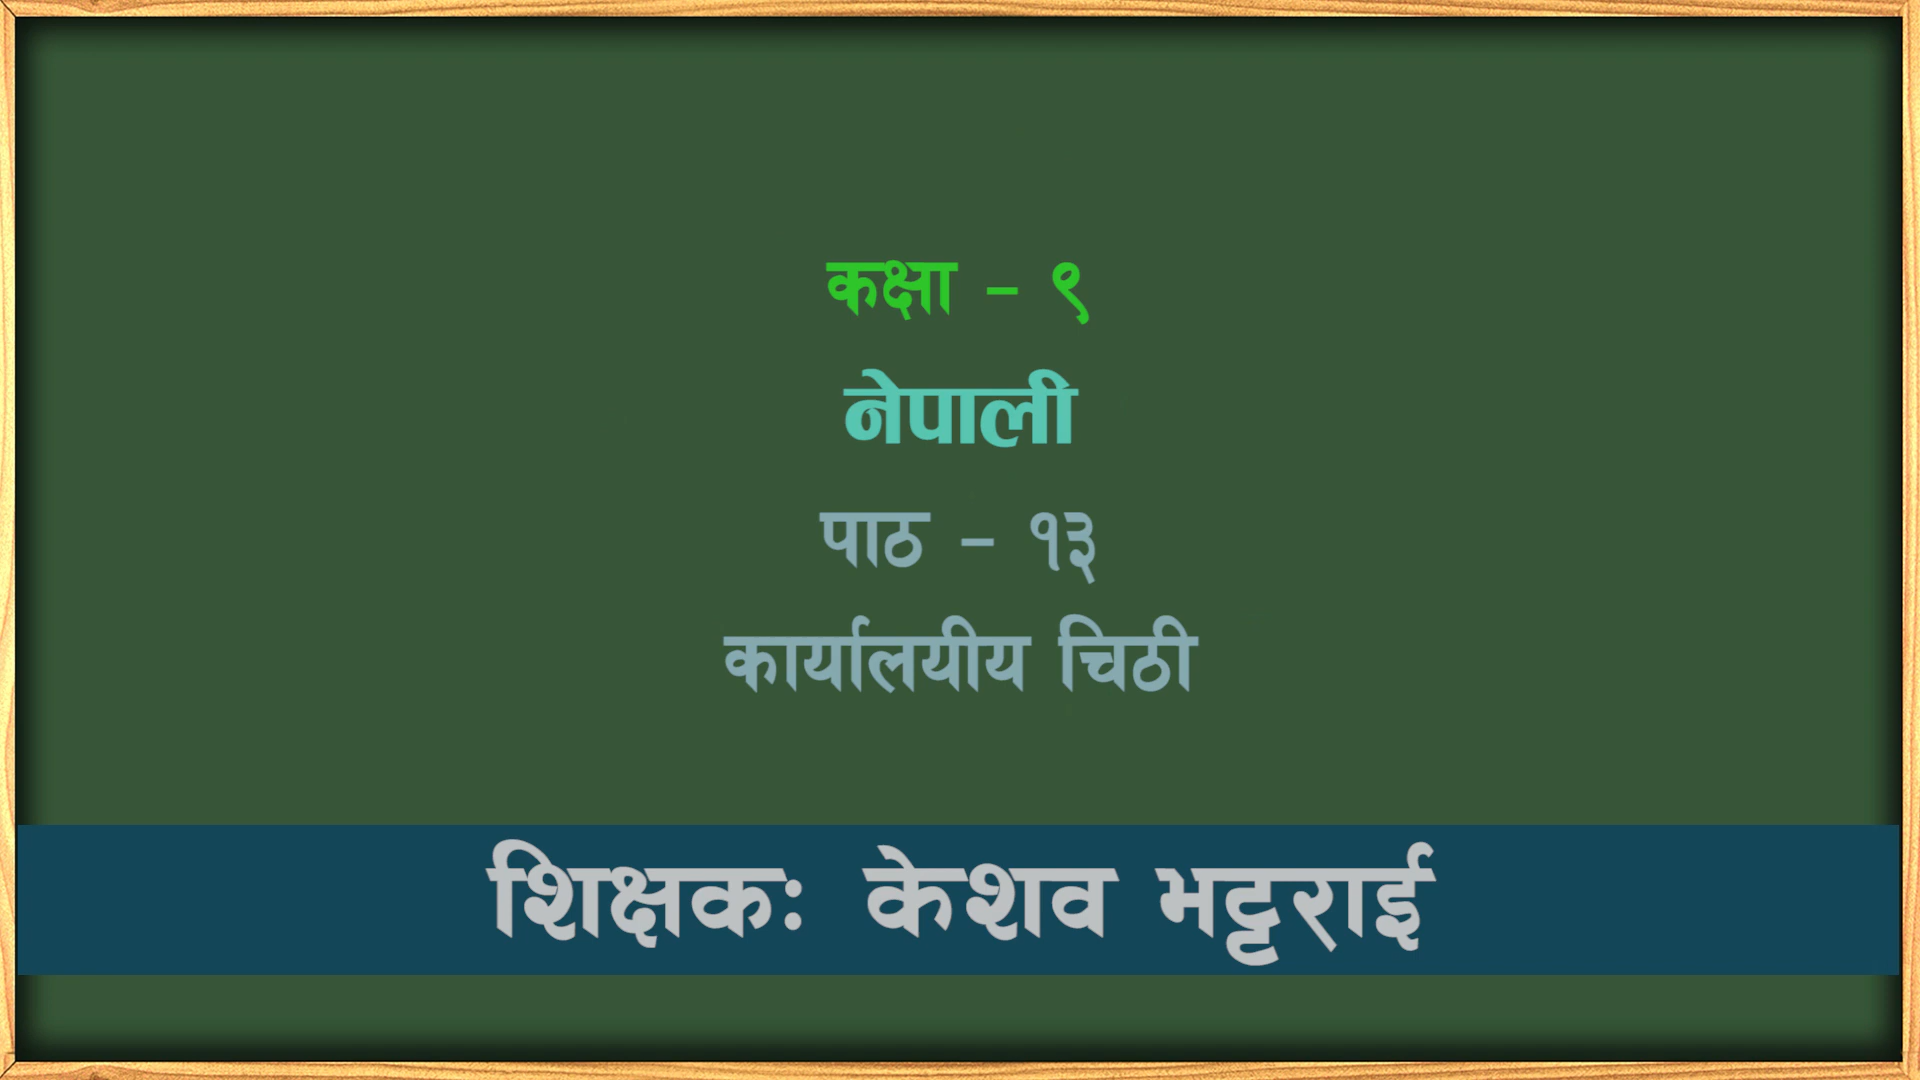 कक्षा – ९
नेपाली
पाठ – १३
कार्यालयीय चिठी
शिक्षकः केशव भट्टराई